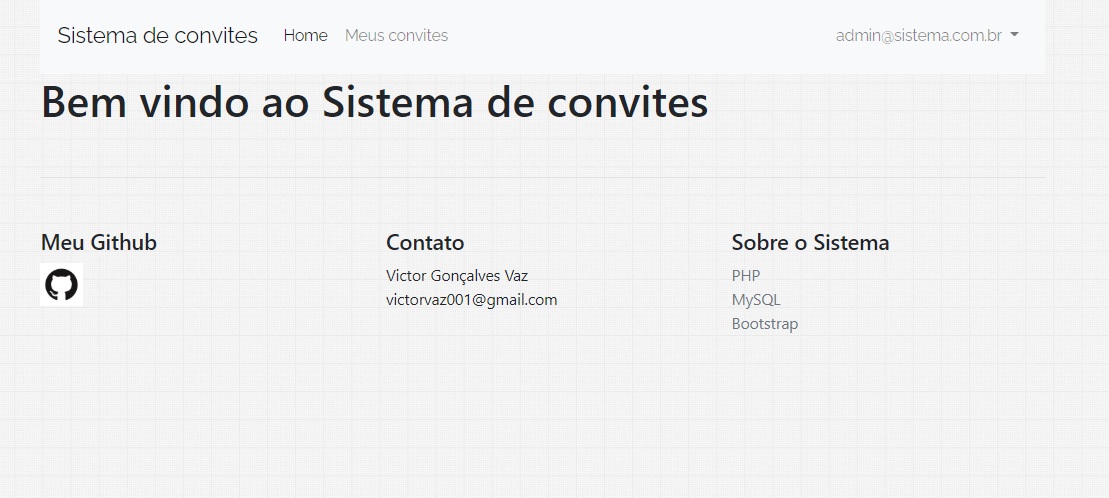 Sistema de convites Home Meus convites admin@sistema.com.br
Bem vindo ao Sistema de convites
Meu Github
Contato
Victor Gonçalves Vaz
victorvaz001@gmail.com
Sobre o Sistema
PHP
MySQL
Bootstrap